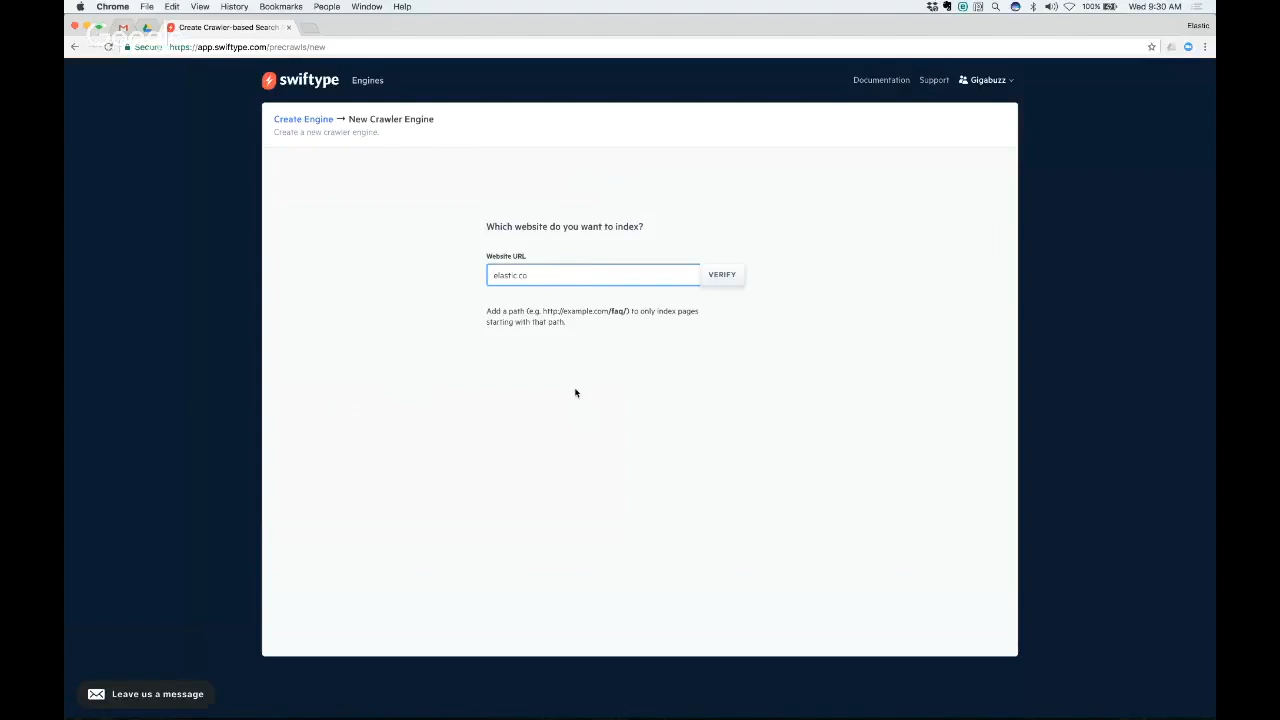 Chrome File Edit View History Bookmarks People Window Help
100% Wed 9:30 AM
Create Crawler-based Search
Elastic
Secure https://app.swiftype.com/precrawls/new
swiftype Engines
Documentation Support Gigabuzz
Create Engine → New Crawler Engine
Create a new crawler engine.
Which website do you want to index?
Website URL
elastic.co
VERIFY
Add a path (e.g. http://example.com/faq/) to only index pages
starting with that path.
Leave us a message